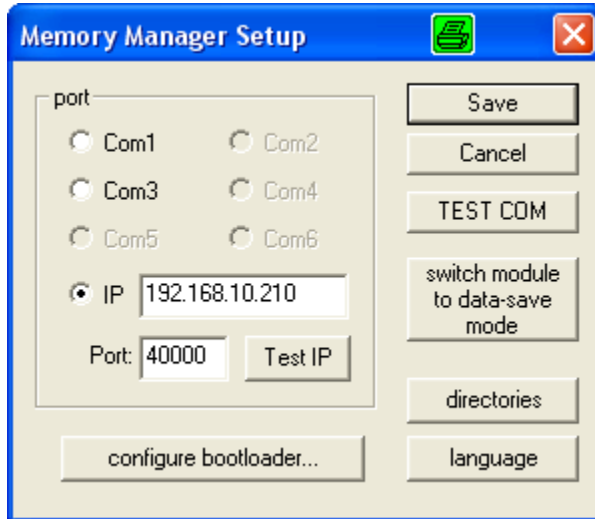 Memory Manager Setup
port
Com1
Com2
Com3
Com4
Com5
Com6
IP
192.168.10.210
Port:
40000
Test IP
configure bootloader...
Save
Cancel
TEST COM
switch module
to data-save
mode
directories
language